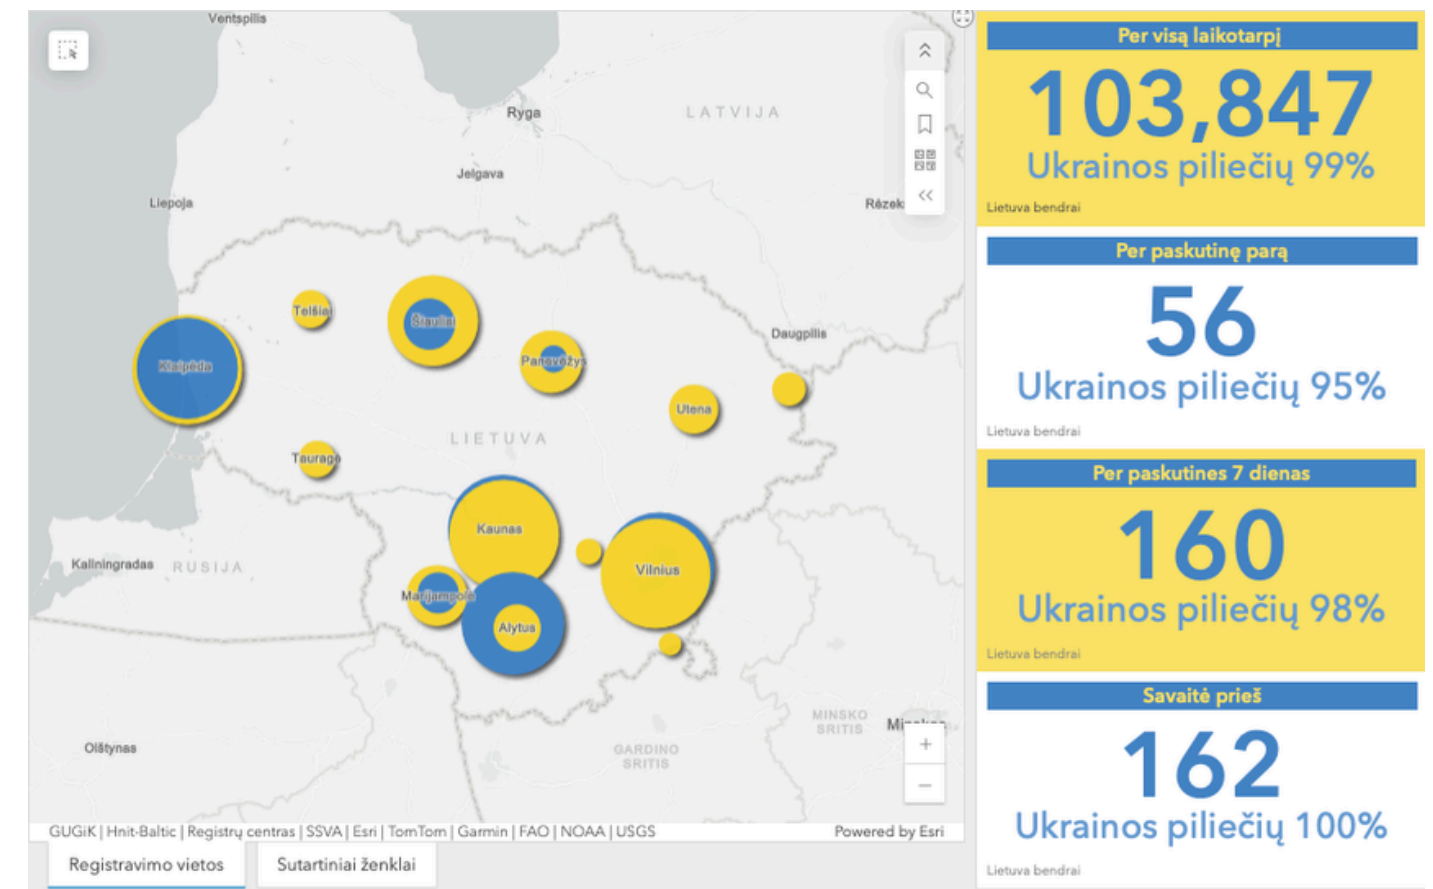 Ventspilis
Ryga
LATVIJA
Jelgava
Liepoja
Rėzek
Telšiai
Šiauliai
Daugpilis
Klaipėda
Panevėžys
Utena
LIETUVA
Tauragė
Kaunas
Kaliningradas
RUSIJA
Vilnius
Marijampolė
Alytus
MINSKO
SRITIS
Olštynas
GARDINO
SRITIS
GUGiK | Hnit-Baltic | Registrų centras | SSVA | Esri | TomTom | Garmin | FAO | NOAA | USGS
Powered by Esri
Registravimo vietos
Sutartiniai ženklai
Per visą laikotarpį
103,847
Ukrainos piliečių 99%
Lietuva bendrai
Per paskutinę parą
56
Ukrainos piliečių 95%
Lietuva bendrai
Per paskutines 7 dienas
160
Ukrainos piliečių 98%
Lietuva bendrai
Savaitė prieš
162
Ukrainos piliečių 100%
Lietuva bendrai